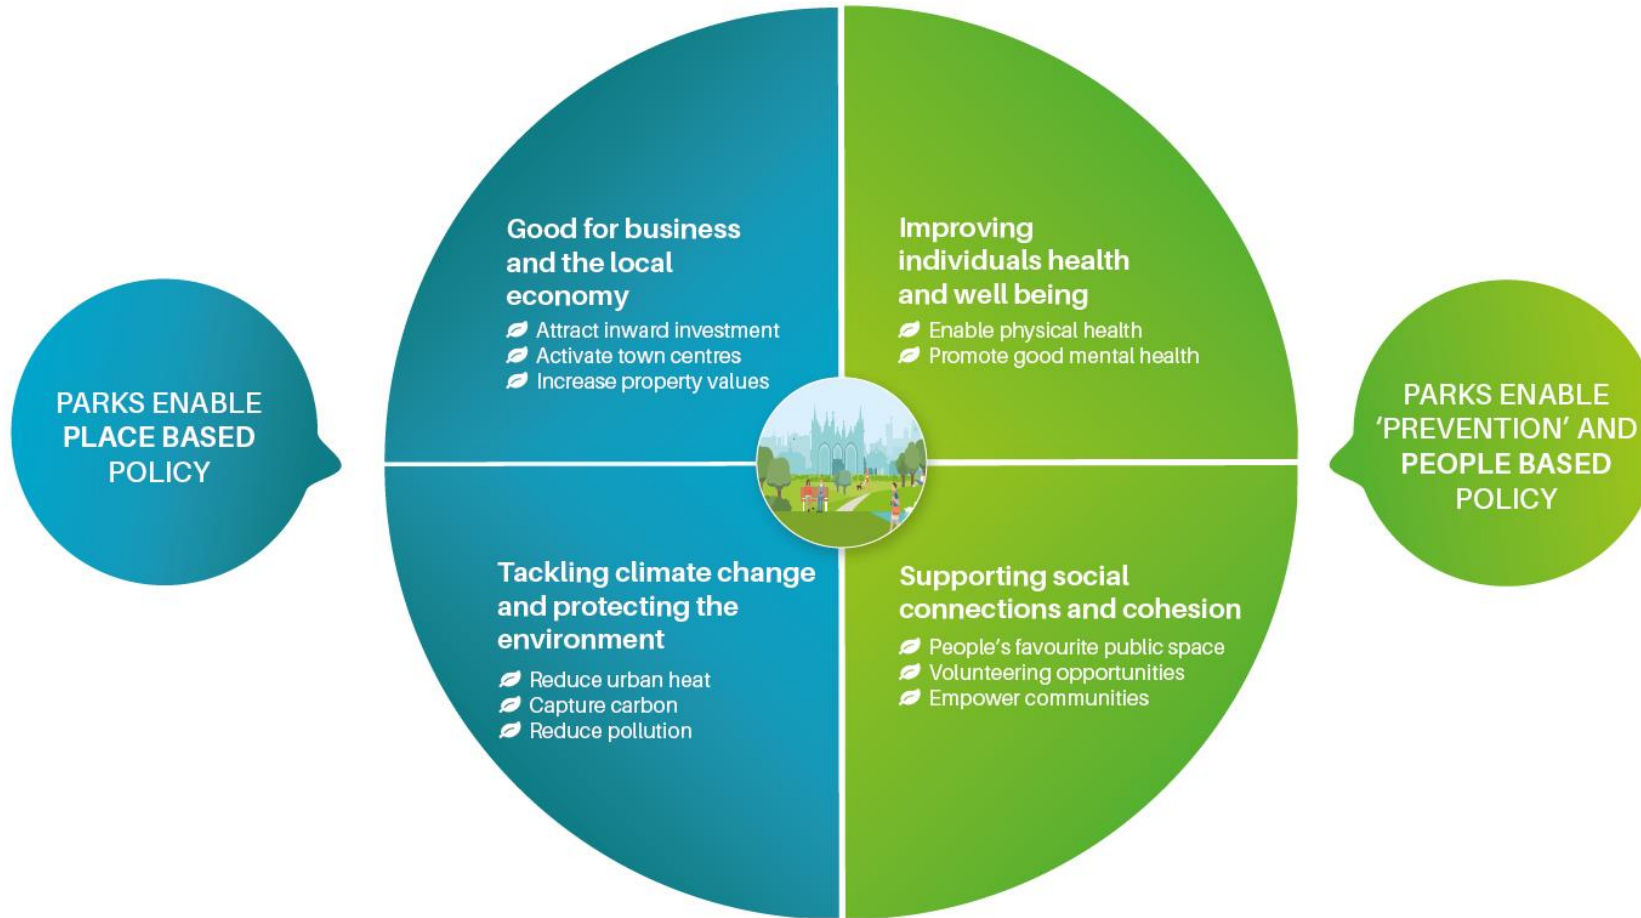 PARKS ENABLE
PLACE BASED
POLICY
Good for business
and the local
economy
Attract inward investment
Activate town centres
Increase property values
Improving
individuals health
and well being
Enable physical health
Promote good mental health
Tackling climate change
and protecting the
environment
Reduce urban heat
Capture carbon
Reduce pollution
Supporting social
connections and cohesion
People’s favourite public space
Volunteering opportunities
Empower communities
PARKS ENABLE
‘PREVENTION’ AND
PEOPLE BASED
POLICY